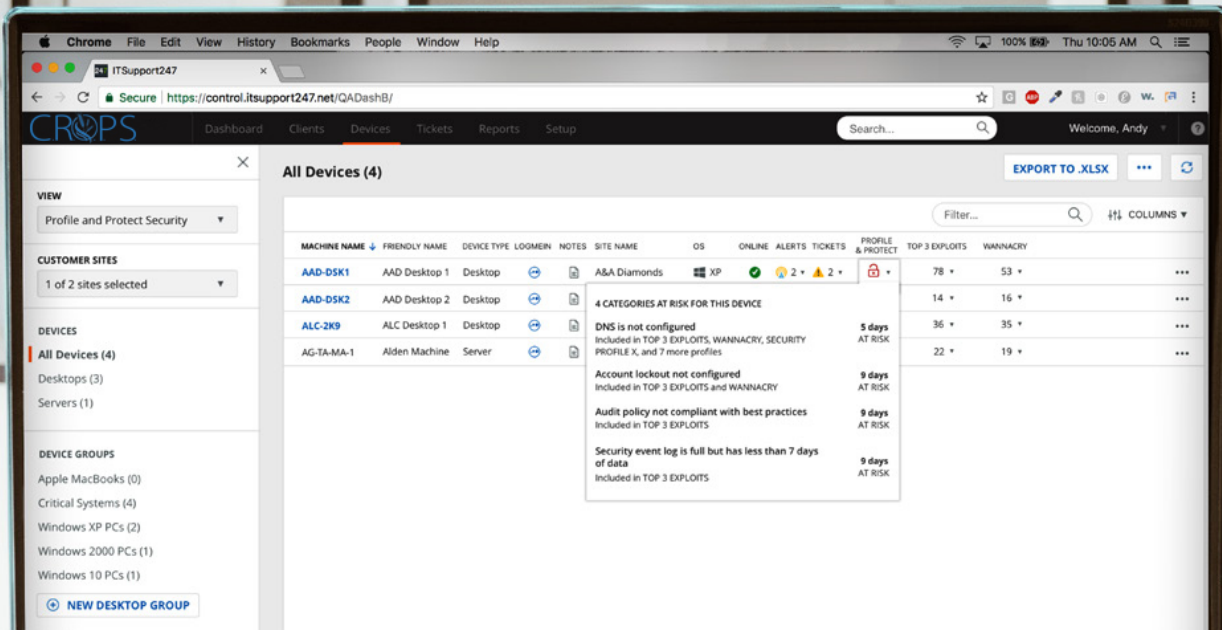 Chrome File Edit View History Bookmarks People Window Help 100% Thu 10:05 AM
247 ITSupport247 ×
Secure | https://control.itsupport247.net/QADashB/ ABP W.
CROPS Dashboard Clients Devices Tickets Reports Setup Search... Welcome, Andy ?
All Devices (4) EXPORT TO .XLSX
VIEW
Profile and Protect Security
CUSTOMER SITES
1 of 2 sites selected
DEVICES
All Devices (4)
Desktops (3)
Servers (1)
DEVICE GROUPS
Apple MacBooks (0)
Critical Systems (4)
Windows XP PCs (2)
Windows 2000 PCs (1)
Windows 10 PCs (1)
NEW DESKTOP GROUP
Filter... COLUMNS
MACHINE NAME FRIENDLY NAME DEVICE TYPE LOGMEIN NOTES SITE NAME OS ONLINE ALERTS TICKETS PROFILE & PROTECT TOP 3 EXPLOITS WANNACRY
AAD-DSK1 AAD Desktop 1 Desktop A&A Diamonds XP 2 2 78 53
AAD-DSK2 AAD Desktop 2 Desktop 14 16
ALC-2K9 ALC Desktop 1 Desktop 36 35
AG-TA-MA-1 Alden Machine Server 22 19
4 CATEGORIES AT RISK FOR THIS DEVICE
DNS is not configured 5 days
Included in TOP 3 EXPLOITS, WANNACRY, SECURITY AT RISK
PROFILE X, and 7 more profiles
Account lockout not configured 9 days
Included in TOP 3 EXPLOITS and WANNACRY AT RISK
Audit policy not compliant with best practices 9 days
Included in TOP 3 EXPLOITS AT RISK
Security event log is full but has less than 7 days
of data 9 days
Included in TOP 3 EXPLOITS AT RISK